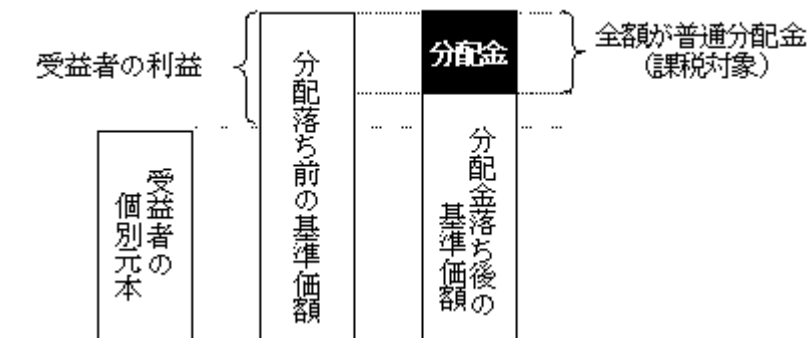 受益者の利益
分配落ち前の基準価額
分配金
全額が普通分配金
(課税対象)
受益者の
個別元本
分配金落ち後の
基準価額